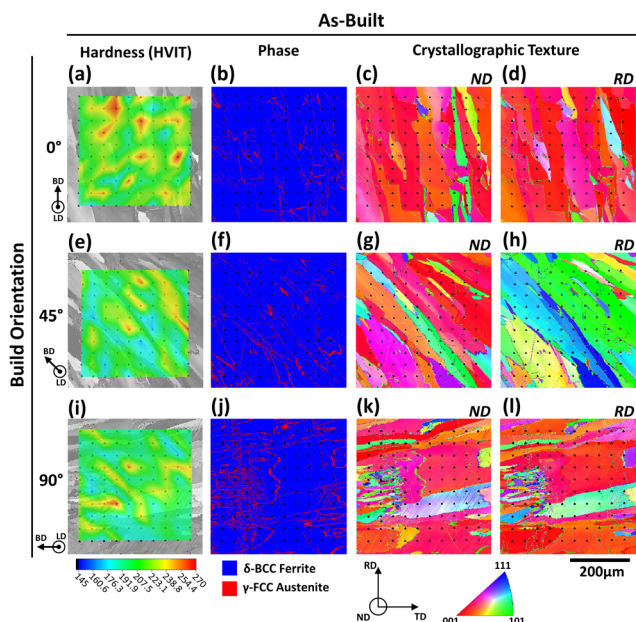 As-Built
Hardness (HVIT)
Phase
Crystallographic Texture
(a)
(b)
(c)
ND
(d)
RD
0°
BD
LD
(e)
(f)
(g)
ND
(h)
RD
Build Orientation
45°
BD
LD
(i)
(j)
(k)
ND
(l)
RD
90°
BD
LD
145
160.6
176.3
191.9
207.5
223.1
238.8
254.4
270
δ-BCC Ferrite
γ-FCC Austenite
RD
ND
TD
111
001
101
200μm